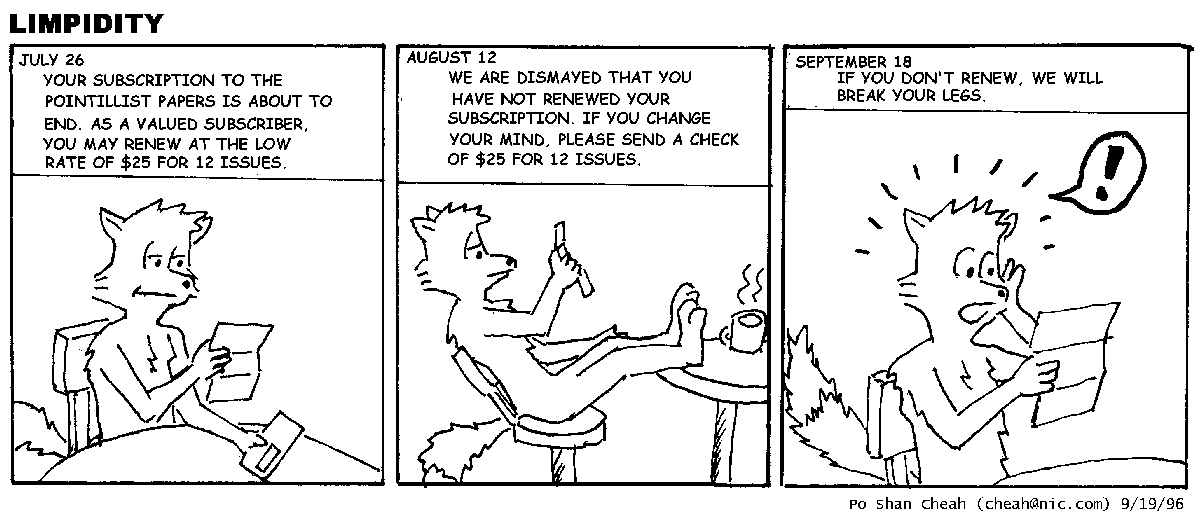 LIMPIDITY
JULY 26
YOUR SUBSCRIPTION TO THE
POINTILLIST PAPERS IS ABOUT TO
END. AS A VALUED SUBSCRIBER,
YOU MAY RENEW AT THE LOW
RATE OF $25 FOR 12 ISSUES.
AUGUST 12
WE ARE DISMAYED THAT YOU
HAVE NOT RENEWED YOUR
SUBSCRIPTION. IF YOU CHANGE
YOUR MIND, PLEASE SEND A CHECK
OF $25 FOR 12 ISSUES.
SEPTEMBER 18
IF YOU DON'T RENEW, WE WILL
BREAK YOUR LEGS.
!
Po Shan Cheah (cheah@nic.com) 9/19/96